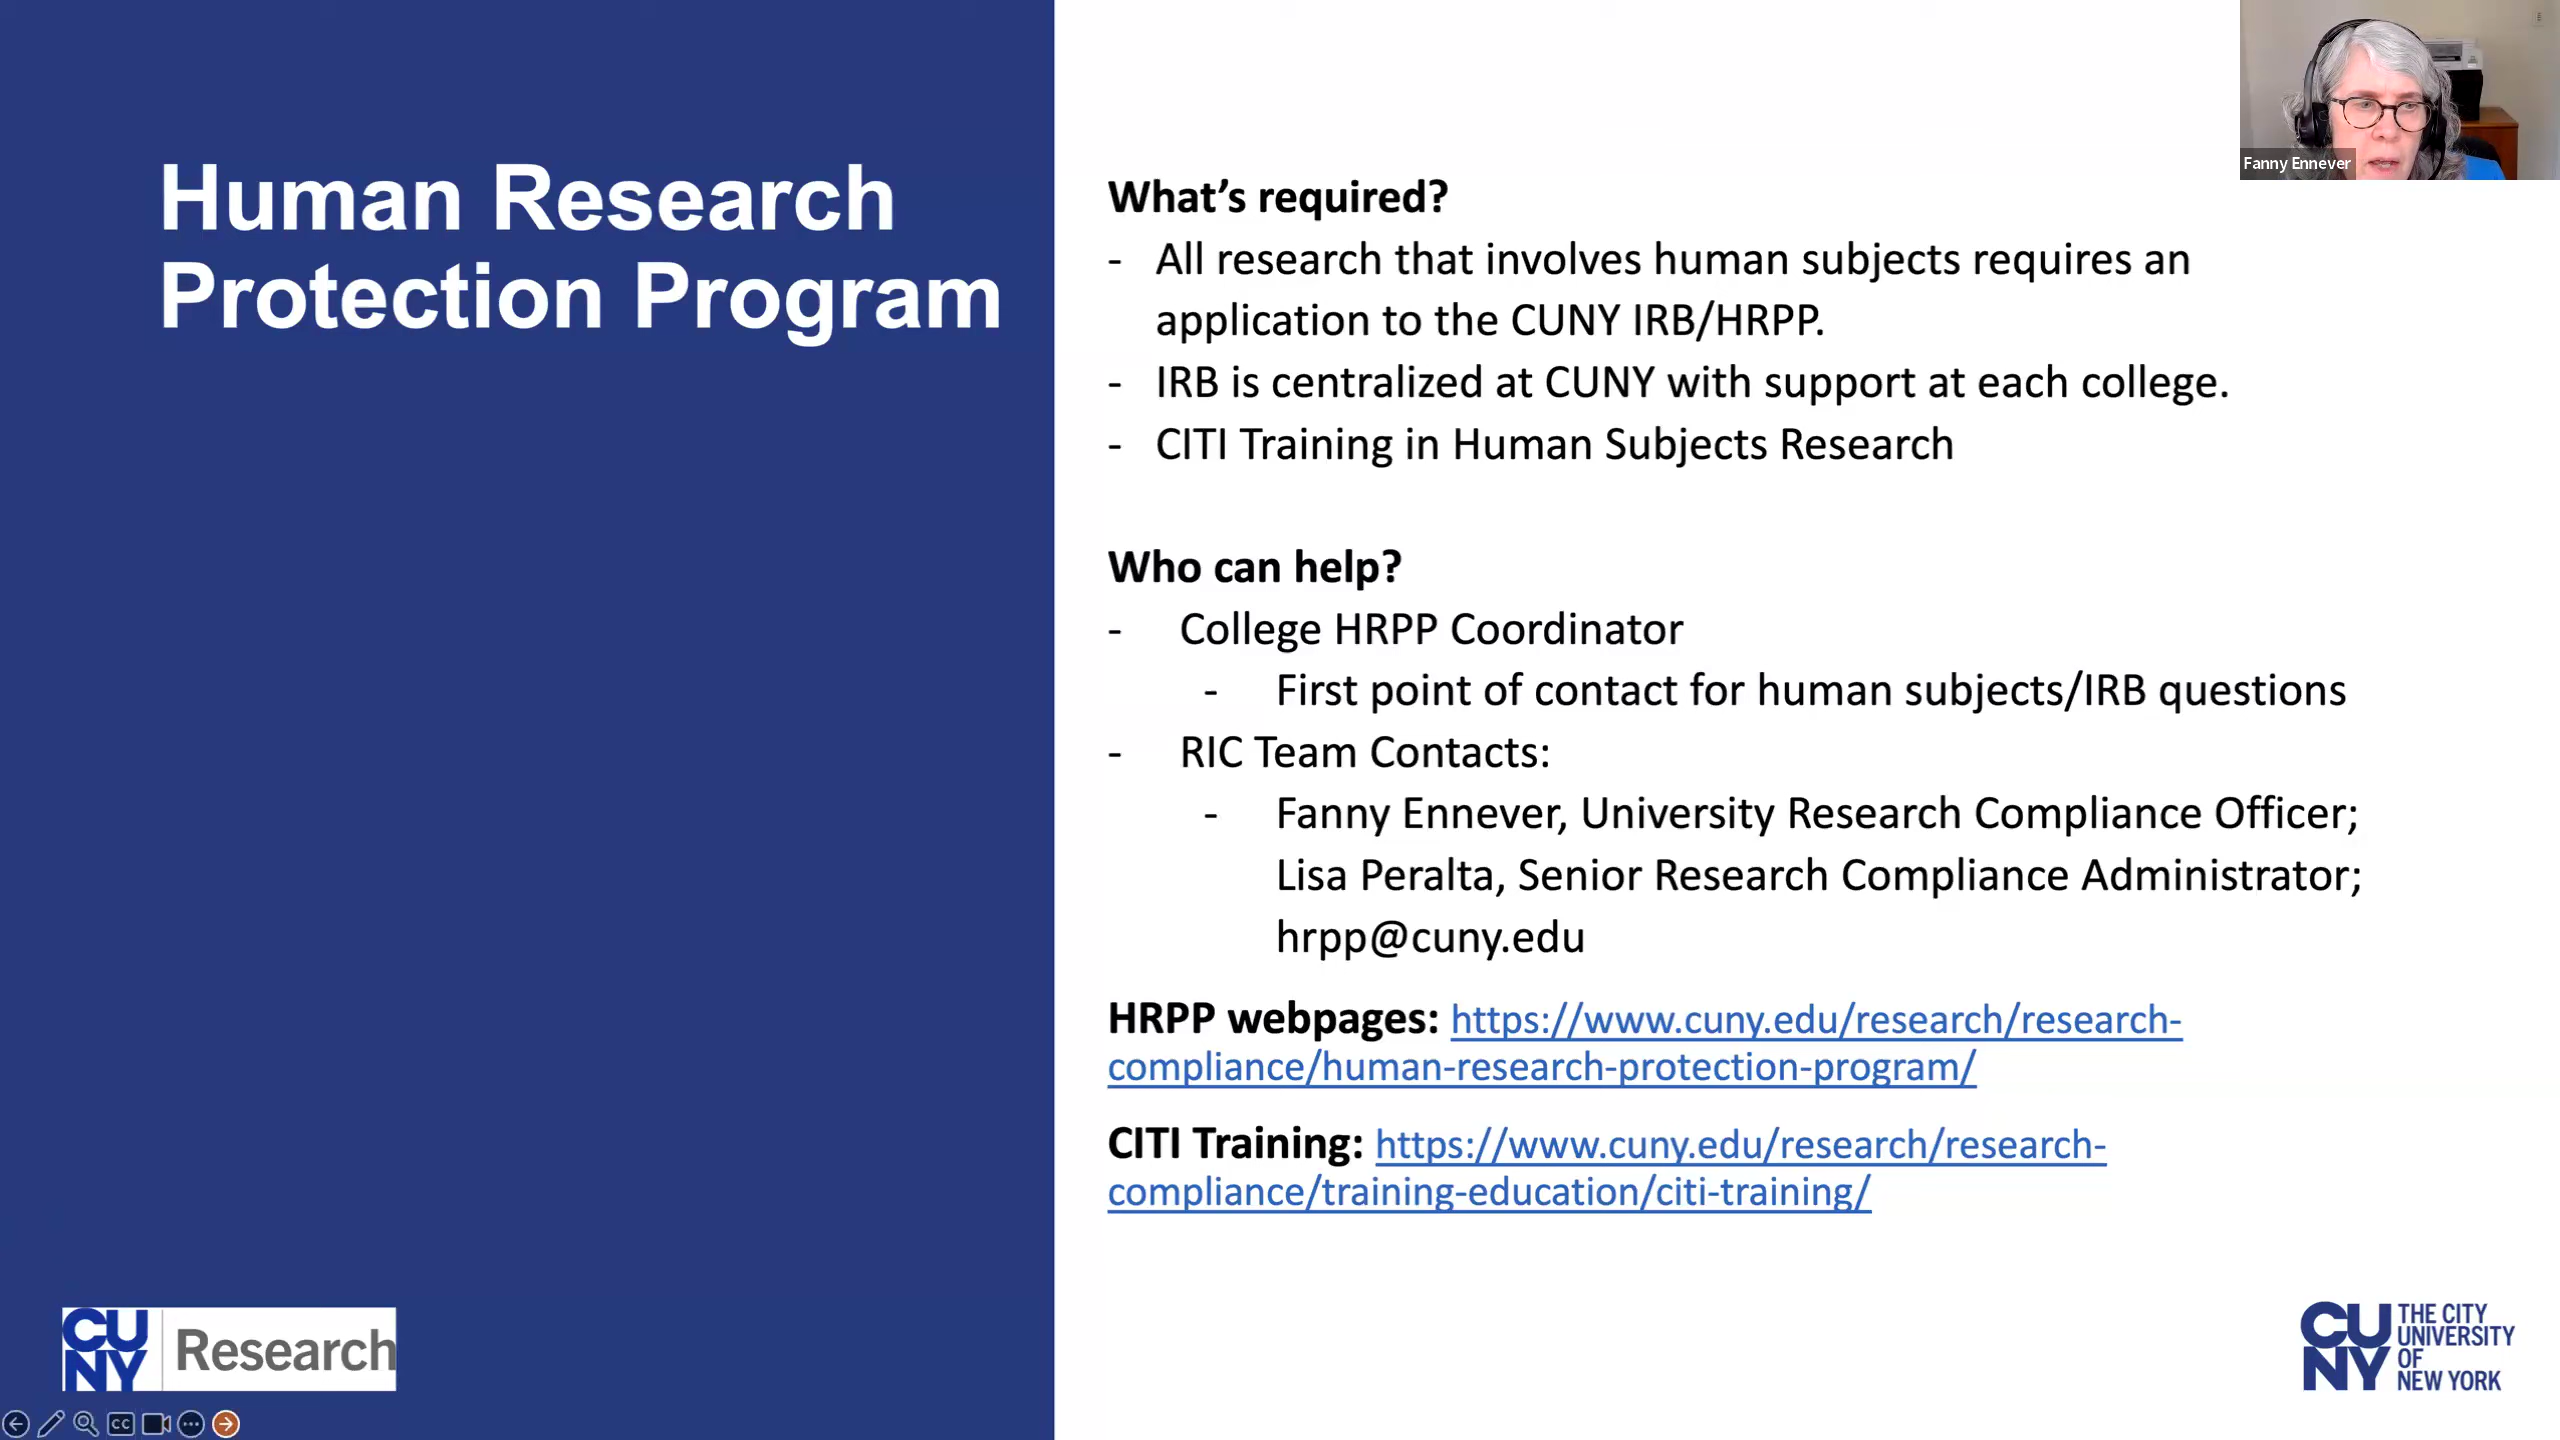 Human Research
Protection Program
Fanny Ennever
What’s required?
- All research that involves human subjects requires an
application to the CUNY IRB/HRPP.
- IRB is centralized at CUNY with support at each college.
- CITI Training in Human Subjects Research
Who can help?
- College HRPP Coordinator
- First point of contact for human subjects/IRB questions
- RIC Team Contacts:
- Fanny Ennever, University Research Compliance Officer;
Lisa Peralta, Senior Research Compliance Administrator;
hrpp@cuny.edu
HRPP webpages: https://www.cuny.edu/research/research-
compliance/human-research-protection-program/
CITI Training: https://www.cuny.edu/research/research-
compliance/training-education/citi-training/
CU
NY
Research
CU
NY
THE CITY
UNIVERSITY
OF
NEW YORK
CC